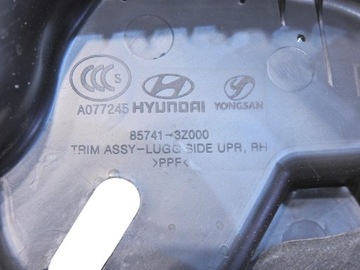 CCC S
A077245 HYUNDAI YONGSAN
85741-3Z000
TRIM ASSY-LUGG SIDE UPR, RH
>PPF<